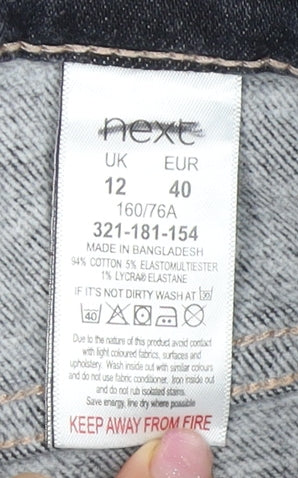 next
UK EUR
12 40
160/76A
321-181-154
MADE IN BANGLADESH
94% COTTON 5% ELASTOMULTIESTER
1% LYCRA® ELASTANE
IF IT'S NOT DIRTY WASH AT 30
40
Due to the nature of this product avoid contact
with light coloured fabrics, surfaces and
upholstery. Wash inside out with similar colours
and do not use fabric conditioner. Iron inside out
and do not rub isolated stains.
Save energy, line dry where possible
KEEP AWAY FROM FIRE